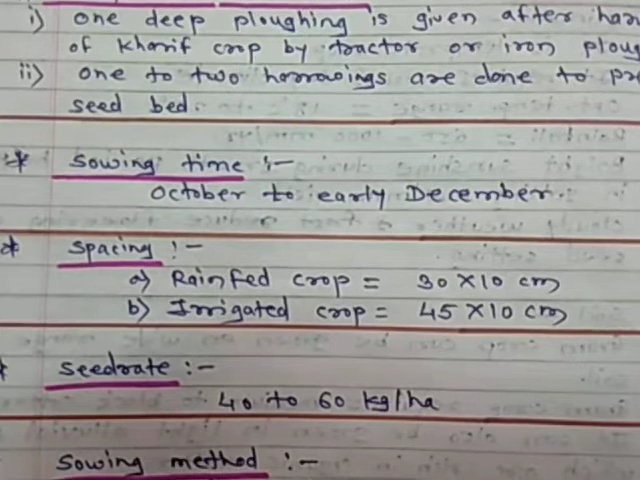 i) one deep ploughing is given after
of kharif crop by tractor or iron
ii) one to two harrowings are done to
seed bed.
* Sowing time :-
October to early December.
* Spacing :-
a) Rainfed crop = 30 X 10 cm
b) Irrigated crop = 45 X 10 cm
Seedrate :-
40 to 60 kg/ha
Sowing method :-